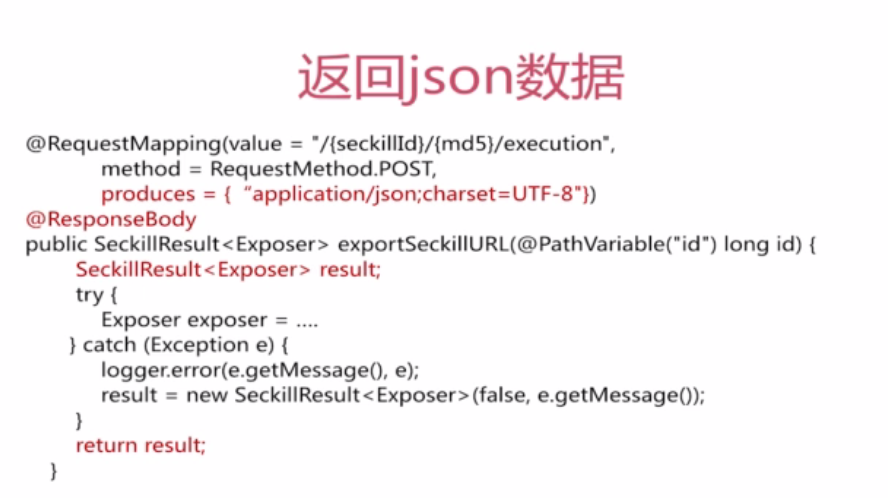 返回json数据
@RequestMapping(value = "/{seckillId}/{md5}/execution",
method = RequestMethod.POST,
produces = { “application/json;charset=UTF-8"})
@ResponseBody
public SeckillResult<Exposer> exportSeckillURL(@PathVariable("id") long id) {
SeckillResult<Exposer> result;
try {
Exposer exposer = ....
} catch (Exception e) {
logger.error(e.getMessage(), e);
result = new SeckillResult<Exposer>(false, e.getMessage());
}
return result;
}